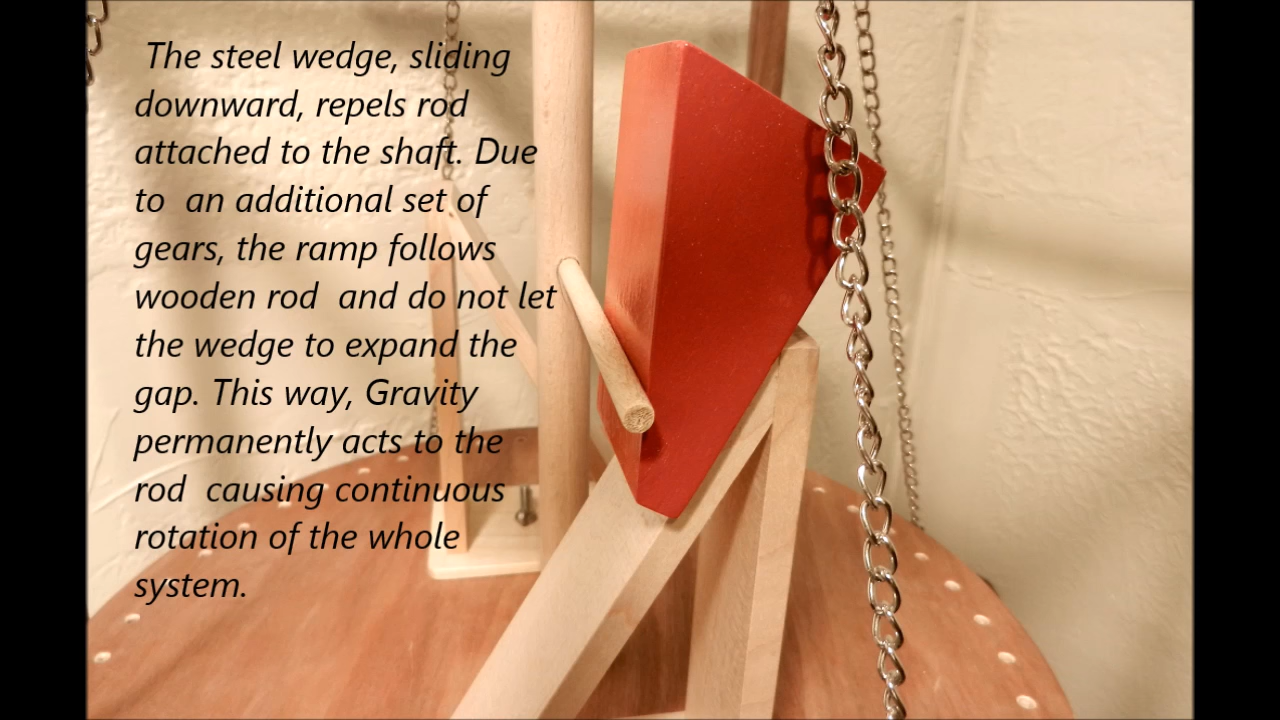 The steel wedge, sliding
downward, repels rod
attached to the shaft. Due
to  an additional set of
gears, the ramp follows
wooden rod  and do not let
the wedge to expand the
gap. This way, Gravity
permanently acts to the
rod  causing continuous
rotation of the whole
system.